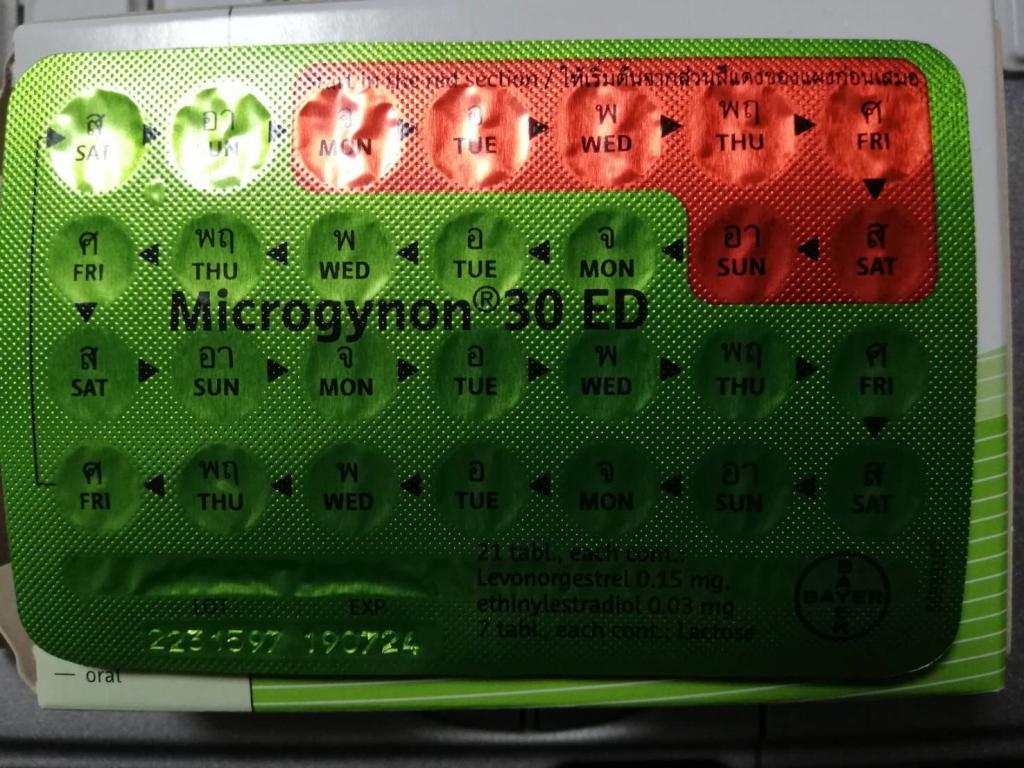 in the red section / ให้เริ่มต้นจากส่วนสีแดงของแผงก่อนเสมอ
ส อา จ อ พ พฤ ศ
SAT SUN MON TUE WED THU FRI
ศ พฤ พ อ จ อา ส
FRI THU WED TUE MON SUN SAT
Microgynon®30 ED
ส อา จ อ พ พฤ ศ
SAT SUN MON TUE WED THU FRI
ศ พฤ พ อ จ อา ส
FRI THU WED TUE MON SUN SAT
21 tabl., each cont.:
Levonorgestrel 0.15 mg,
ethinylestradiol 0.03 mg
7 tabl., each cont.: Lactose
LOT EXP
2231597 190724
BAYER
BAYER
— oral